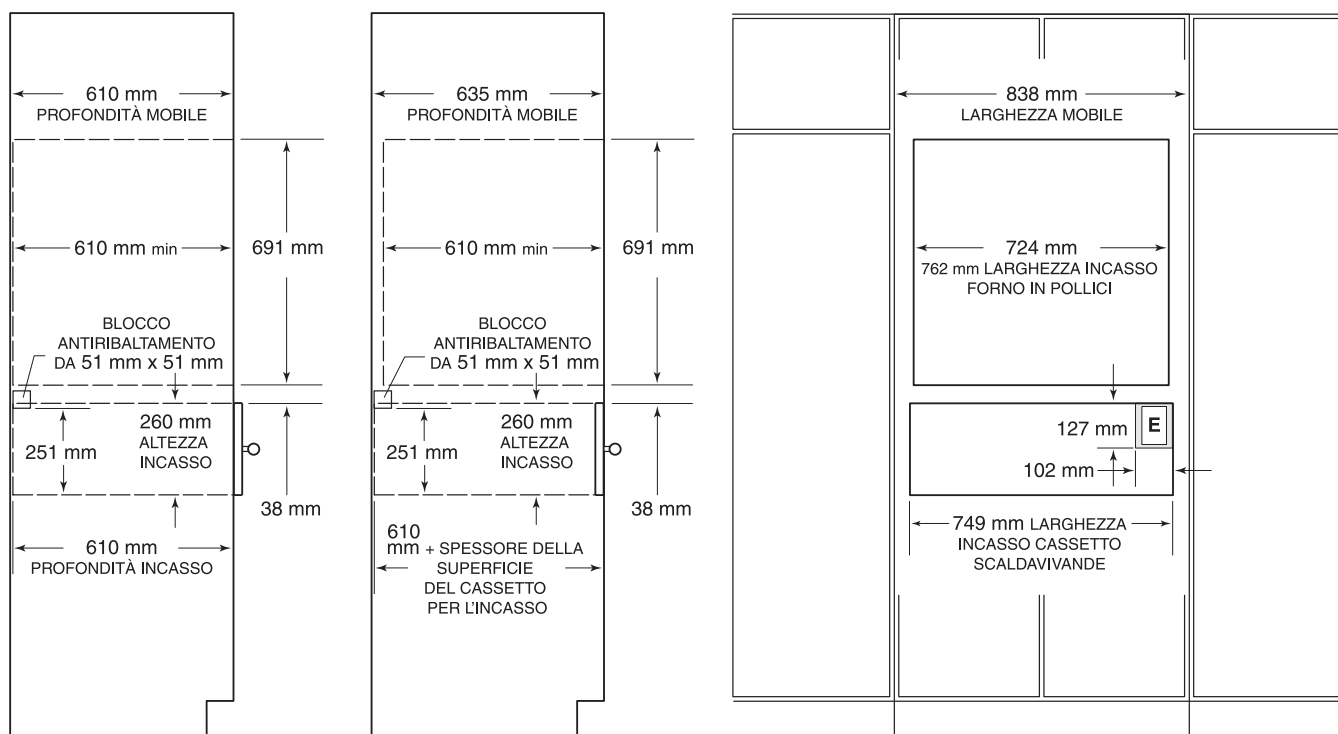 610 mm
PROFONDITÀ MOBILE
610 mm min
691 mm
BLOCCO
ANTIRIBALTAMENTO
DA 51 mm x 51 mm
260 mm
ALTEZZA
INCASSO
251 mm
38 mm
610 mm
PROFONDITÀ INCASSO
635 mm
PROFONDITÀ MOBILE
610 mm min
691 mm
BLOCCO
ANTIRIBALTAMENTO
DA 51 mm x 51 mm
260 mm
ALTEZZA
INCASSO
251 mm
38 mm
610
mm + SPESSORE DELLA
SUPERFICIE
DEL CASSETTO
PER L'INCASSO
838 mm
LARGHEZZA MOBILE
724 mm
762 mm LARGHEZZA INCASSO
FORNO IN POLLICI
127 mm
E
102 mm
749 mm LARGHEZZA
INCASSO CASSETTO
SCALDAVIVANDE